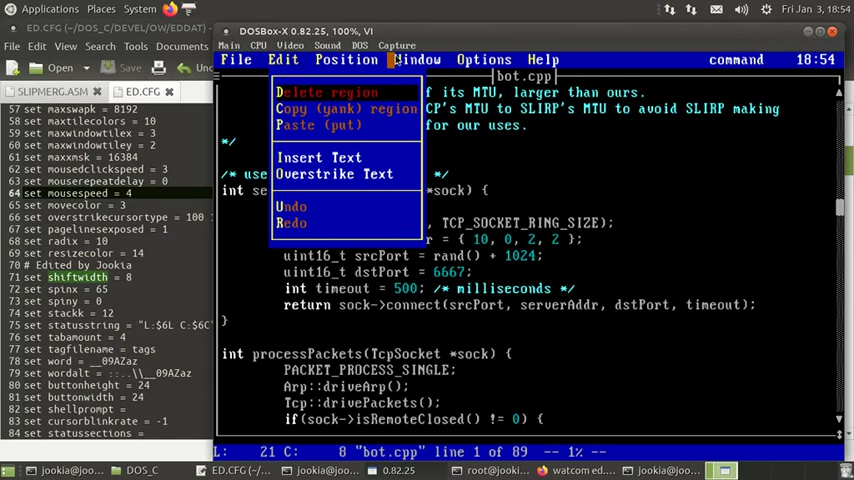 Applications Places System
Fri Jan 3, 18:54
ED.CFG (~/DOS_C/DEVEL/OW/EDDAT)
File Edit View Search Tools
Open Save Und
SLIPMERG.ASM × ED.CFG ×
57 set maxswapk = 8192
58 set maxtilecolors = 10
59 set maxwindowtilex = 3
60 set maxwindowtiley = 3
61 set maxxmsk = 16384
62 set mousedclickspeed = 3
63 set mouserepeatdelay = 0
64 set mousespeed = 4
65 set movecolor = 3
66 set overstrikecursortype = 100
67 set pagelinesexposed = 1
68 set radix = 10
69 set resizecolor = 14
70 # Edited by Jookia
71 set shiftwidth = 8
72 set spinx = 65
73 set spiny = 0
74 set stackk = 12
75 set statusstring = "L:$6L C:$6C
76 set tabamount = 4
77 set tagfilename = tags
78 set word = __09AZaz
79 set wordalt = ::..\\__09AZaz
80 set buttonheight = 24
81 set buttonwidth = 24
82 set shellprompt =
83 set cursorblinkrate = -1
84 set statussections =
DOSBox-X 0.82.25, 100%, VI
Main CPU Video Sound DOS Capture
File Edit Position Window Options Help command 18:54
bot.cpp
Delete region
Copy (yank) region
Paste (put)
Insert Text
Overstrike Text
Undo
Redo
f its MTU, larger than ours.
CP's MTU to SLIRP's MTU to avoid SLIRP making
for our uses.
*/
/* use */
int se *sock) {
, TCP_SOCKET_RING_SIZE);
r = { 10, 0, 2, 2 };
uint16_t srcPort = rand() + 1024;
uint16_t dstPort = 6667;
int timeout = 500; /* milliseconds */
return sock->connect(srcPort, serverAddr, dstPort, timeout);
}
int processPackets(TcpSocket *sock) {
PACKET_PROCESS_SINGLE;
Arp::driveArp();
Tcp::drivePackets();
if(sock->isRemoteClosed() != 0) {
L: 21 C: 8 "bot.cpp" line 1 of 89 -- 1% --
jookia@joo... DOS_C ED.CFG (~/... jookia@joo... 0.82.25 root@jooki... watcom ed... jookia@joo...